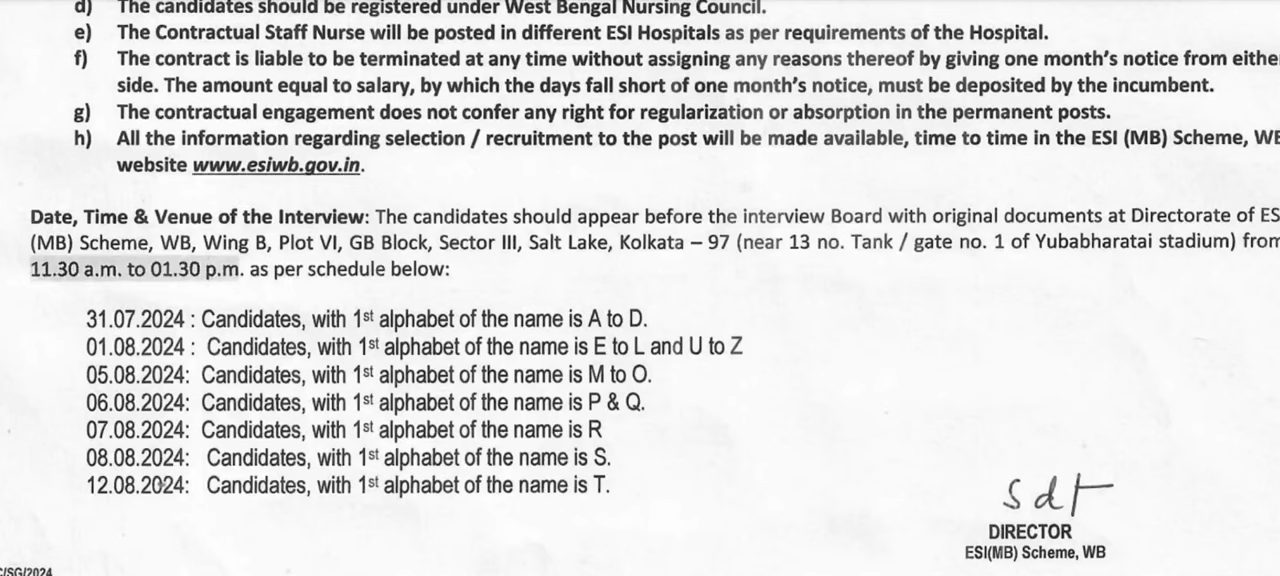 d) The candidates should be registered under West Bengal Nursing Council.
e) The Contractual Staff Nurse will be posted in different ESI Hospitals as per requirements of the Hospital.
f) The contract is liable to be terminated at any time without assigning any reasons thereof by giving one month's notice from eithe
side. The amount equal to salary, by which the days fall short of one month's notice, must be deposited by the incumbent.
g) The contractual engagement does not confer any right for regularization or absorption in the permanent posts.
h) All the information regarding selection / recruitment to the post will be made available, time to time in the ESI (MB) Scheme, WB
website www.esiwb.gov.in.
Date, Time & Venue of the Interview: The candidates should appear before the interview Board with original documents at Directorate of ES
(MB) Scheme, WB, Wing B, Plot VI, GB Block, Sector III, Salt Lake, Kolkata – 97 (near 13 no. Tank / gate no. 1 of Yubabharatai stadium) from
11.30 a.m. to 01.30 p.m. as per schedule below:
31.07.2024 : Candidates, with 1st alphabet of the name is A to D.
01.08.2024 : Candidates, with 1st alphabet of the name is E to L and U to Z
05.08.2024: Candidates, with 1st alphabet of the name is M to O.
06.08.2024: Candidates, with 1st alphabet of the name is P & Q.
07.08.2024: Candidates, with 1st alphabet of the name is R
08.08.2024: Candidates, with 1st alphabet of the name is S.
12.08.2024: Candidates, with 1st alphabet of the name is T.
Sdt
DIRECTOR
ESI(MB) Scheme, WB
/SG/2024